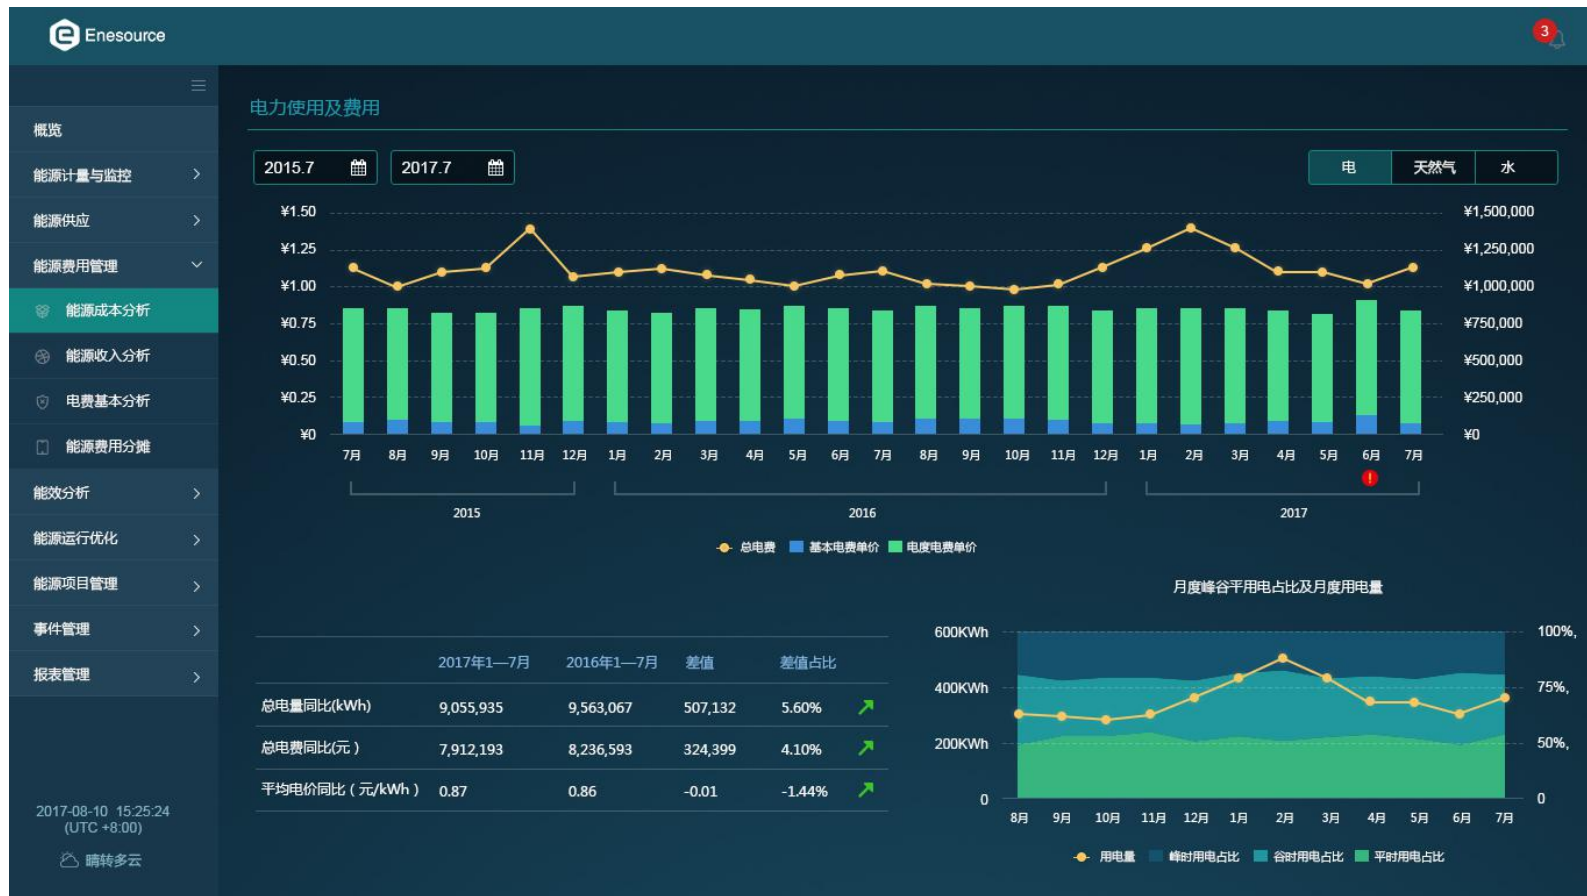 Enesource
3
概览
能源计量与监控
能源供应
能源费用管理
能源成本分析
能源收入分析
电费基本分析
能源费用分摊
能效分析
能源运行优化
能源项目管理
事件管理
报表管理
2017-08-10 15:25:24
(UTC +8:00)
晴转多云
电力使用及费用
2015.7 2017.7 电 天然气 水
¥1.50 ¥1,500,000
¥1.25 ¥1,250,000
¥1.00 ¥1,000,000
¥0.75 ¥750,000
¥0.50 ¥500,000
¥0.25 ¥250,000
¥0 ¥0
7月 8月 9月 10月 11月 12月 1月 2月 3月 4月 5月 6月 7月 8月 9月 10月 11月 12月 1月 2月 3月 4月 5月 6月 7月
!
2015 2016 2017
总电费 基本电费单价 电度电费单价
2017年1—7月 2016年1—7月 差值 差值占比
总电量同比(kWh) 9,055,935 9,563,067 507,132 5.60%
总电费同比(元 ) 7,912,193 8,236,593 324,399 4.10%
平均电价同比 ( 元/kWh ) 0.87 0.86 -0.01 -1.44%
月度峰谷平用电占比及月度用电量
600KWh 100%,
400KWh 75%,
200KWh 50%,
0 0
8月 9月 10月 11月 12月 1月 2月 3月 4月 5月 6月 7月
用电量 峰时用电占比 谷时用电占比 平时用电占比